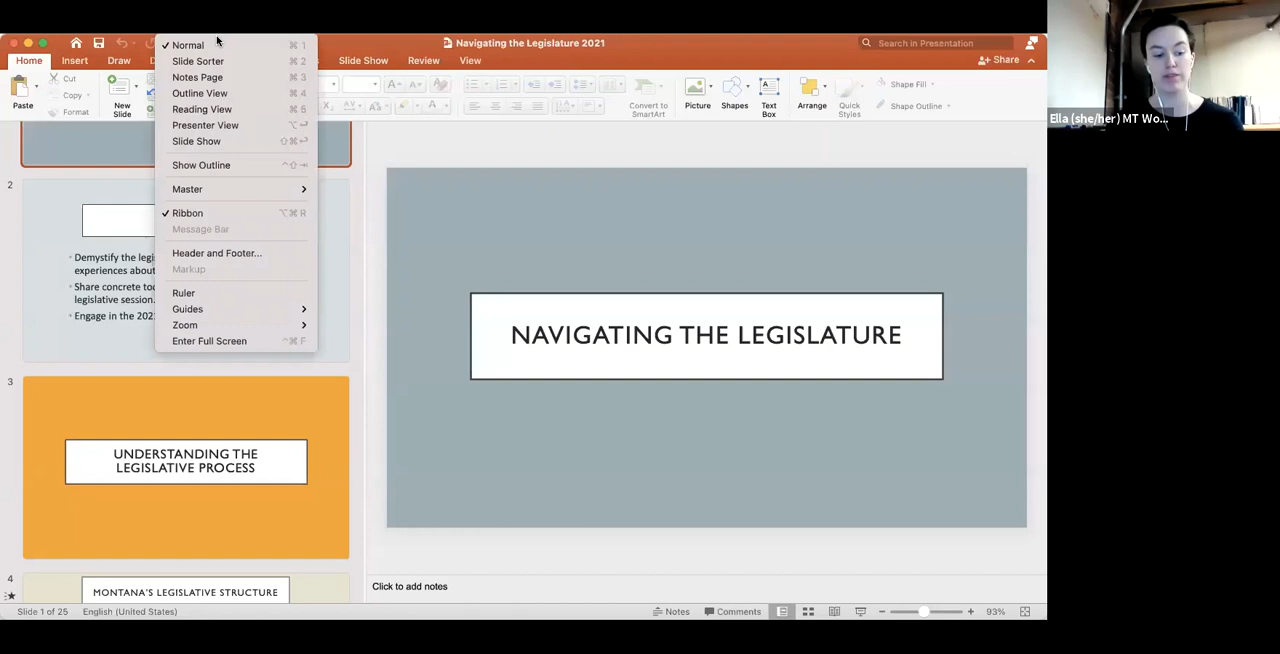 Navigating the Legislature 2021
Search in Presentation
Home
Insert
Draw
Slide Show
Review
View
Share
Paste
Cut
Copy
Format
New
Slide
Convert to
SmartArt
Picture
Shapes
Text
Box
Arrange
Quick
Styles
Shape Fill
Shape Outline
Normal ⌘ 1
Slide Sorter ⌘ 2
Notes Page ⌘ 3
Outline View ⌘ 4
Reading View ⌘ 5
Presenter View ⌥↩
Slide Show ⇧⌘↩
Show Outline
Master
Ribbon ⌥⌘ R
Message Bar
Header and Footer...
Markup
Ruler
Guides
Zoom
Enter Full Screen ^⌘ F
2
Demystify the
experiences
Share concrete
legislative session.
Engage in the
3
UNDERSTANDING THE
LEGISLATIVE PROCESS
4
MONTANA'S LEGISLATIVE STRUCTURE
NAVIGATING THE LEGISLATURE
Click to add notes
Slide 1 of 25
English (United States)
Notes
Comments
93%
Ella (she/her) MT Wo...